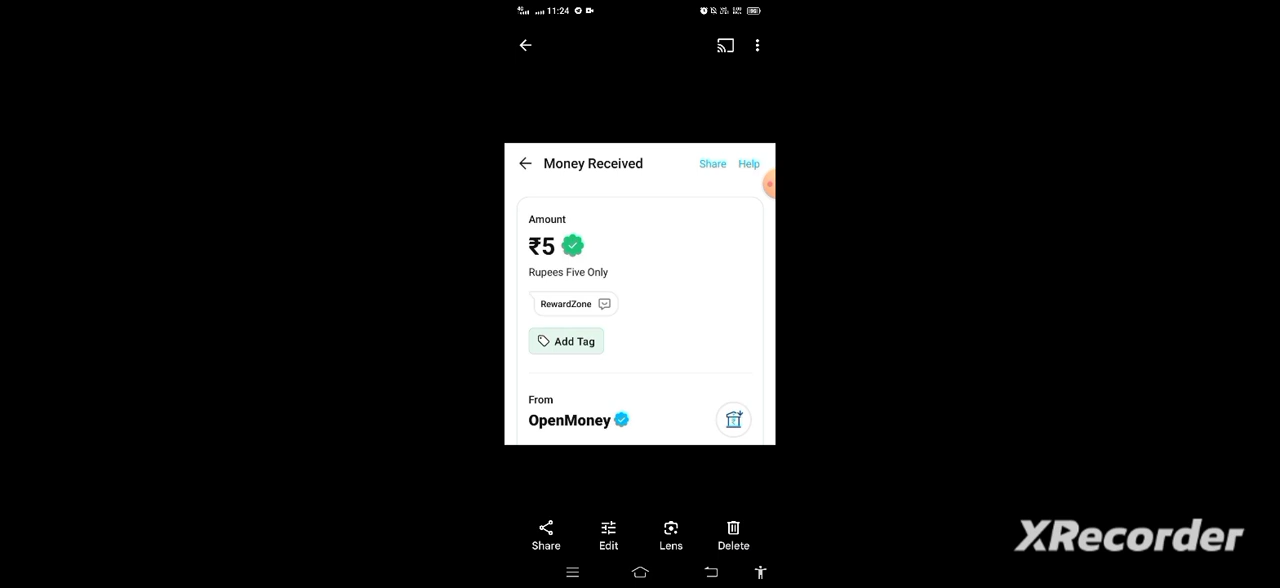 11:24
Money Received
Share Help
Amount
₹5
Rupees Five Only
RewardZone
Add Tag
From
OpenMoney
Share Edit Lens Delete
XRecorder